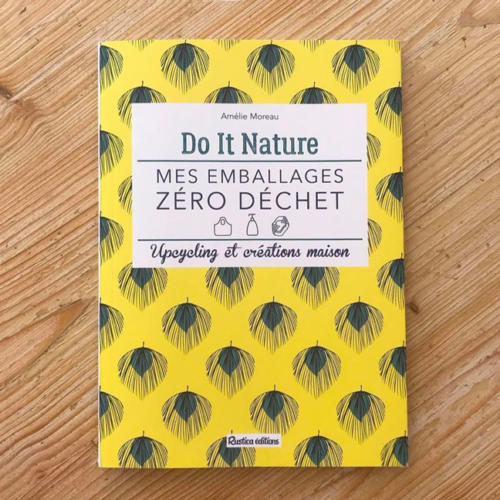 Amélie Moreau
Do It Nature
MES EMBALLAGES
ZÉRO DÉCHET
Upcycling et créations maison
Rustica éditions